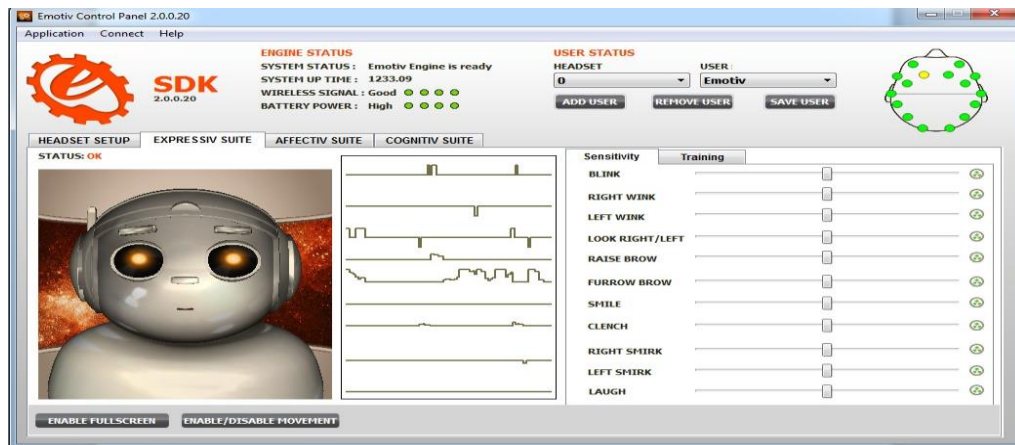 Emotiv Control Panel 2.0.0.20
Application Connect Help
SDK
2.0.0.20
ENGINE STATUS
SYSTEM STATUS : Emotiv Engine is ready
SYSTEM UP TIME : 1233.09
WIRELESS SIGNAL : Good
BATTERY POWER : High
USER STATUS
HEADSET USER:
0 Emotiv
ADD USER REMOVE USER SAVE USER
HEADSET SETUP EXPRESSIV SUITE AFFECTIV SUITE COGNITIV SUITE
STATUS: OK
Sensitivity Training
BLINK
RIGHT WINK
LEFT WINK
LOOK RIGHT/LEFT
RAISE BROW
FURROW BROW
SMILE
CLENCH
RIGHT SMIRK
LEFT SMIRK
LAUGH
ENABLE FULLSCREEN ENABLE/DISABLE MOVEMENT